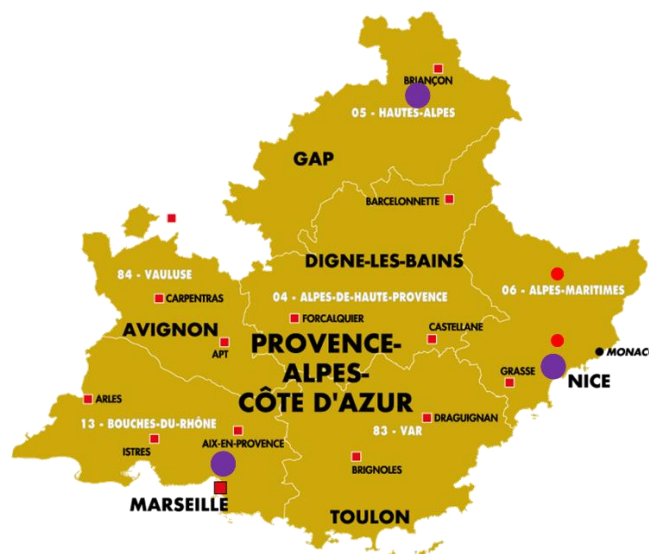 BRIANÇON
05 - HAUTES-ALPES
GAP
BARCELONNETTE
DIGNE-LES-BAINS
84 - VAULUSE
06 - ALPES-MARITIMES
CARPENTRAS
04 - ALPES-DE-HAUTE-PROVENCE
FORCALQUIER
AVIGNON
CASTELLANE
APT
PROVENCE-
ALPES-
CÔTE D'AZUR
MONACO
GRASSE
NICE
ARLES
DRAGUIGNAN
13 - BOUCHES-DU-RHÔNE
83 - VAR
ISTRES
AIX-EN-PROVENCE
BRIGNOLES
MARSEILLE
TOULON